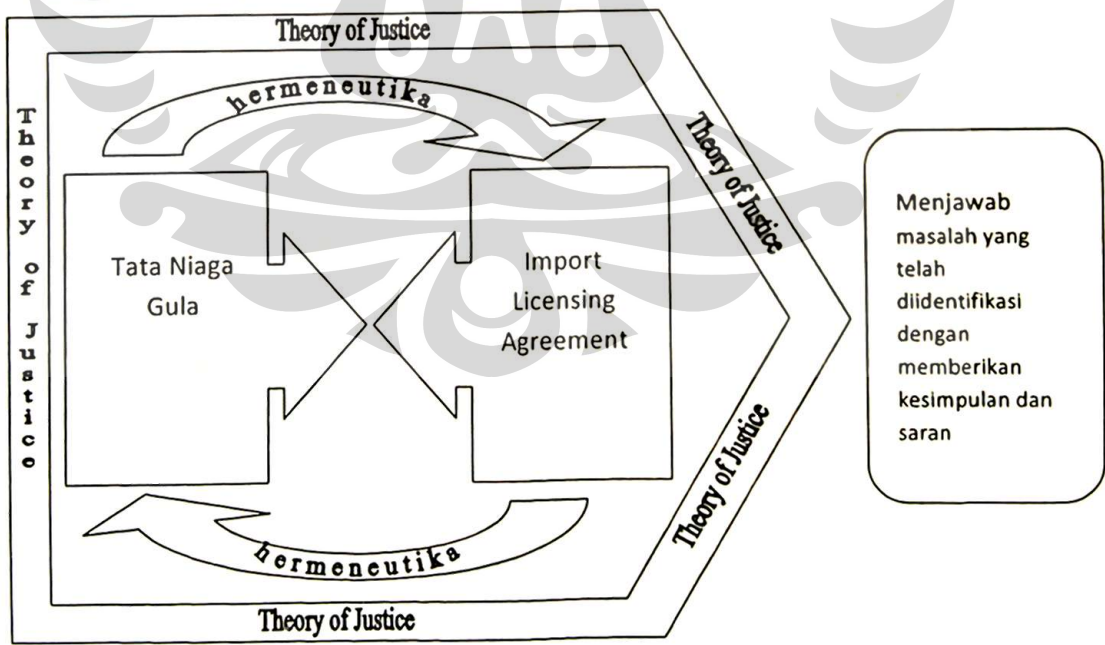 Theory of Justice
hermeneutika
Theory of Justice
Theory of Justice
Tata Niaga
Gula
Import
Licensing
Agreement
Menjawab
masalah yang
telah
diidentifikasi
dengan
memberikan
kesimpulan dan
saran
Theory of Justice
hermeneutika
Theory of Justice